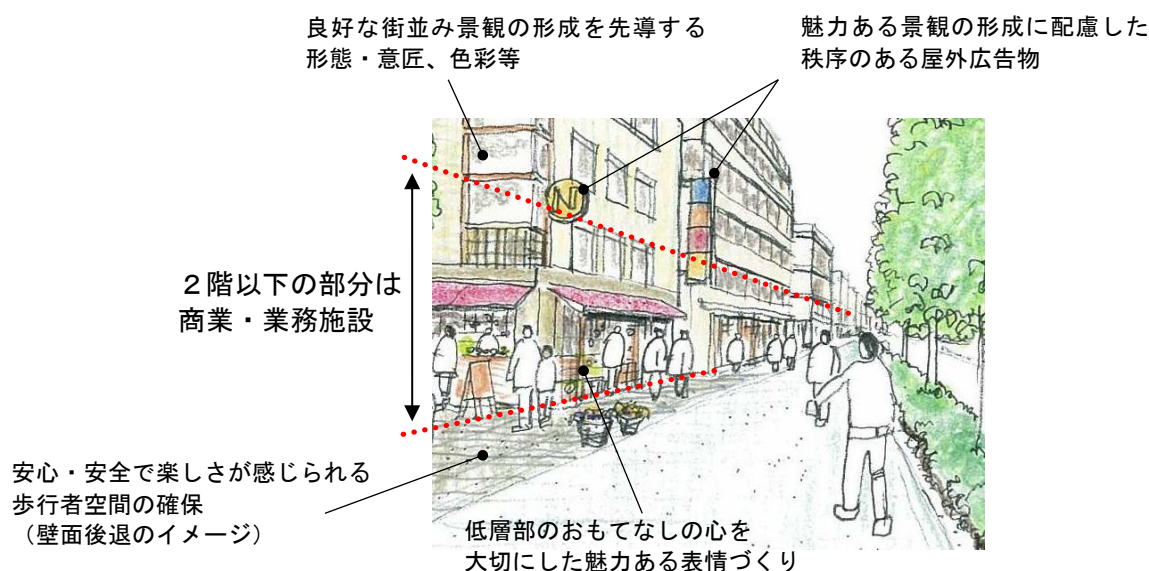 良好な街並み景観の形成を先導する
形態・意匠、色彩等
魅力ある景観の形成に配慮した
秩序のある屋外広告物
N
２階以下の部分は
商業・業務施設
安心・安全で楽しさが感じられる
歩行者空間の確保
（壁面後退のイメージ）
低層部のおもてなしの心を
大切にした魅力ある表情づくり